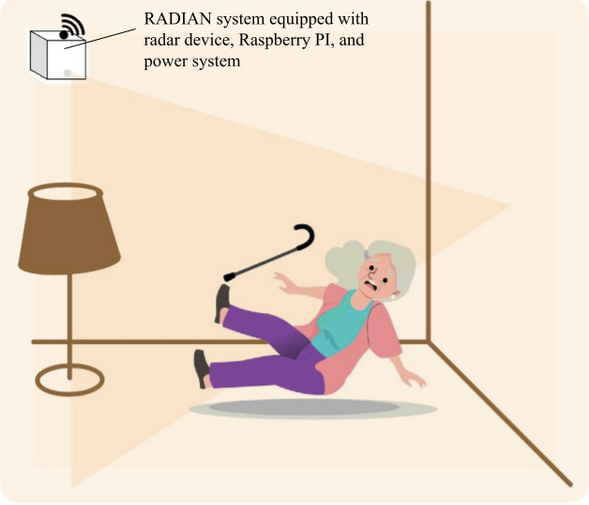 RADIAN system equipped with
radar device, Raspberry PI, and
power system